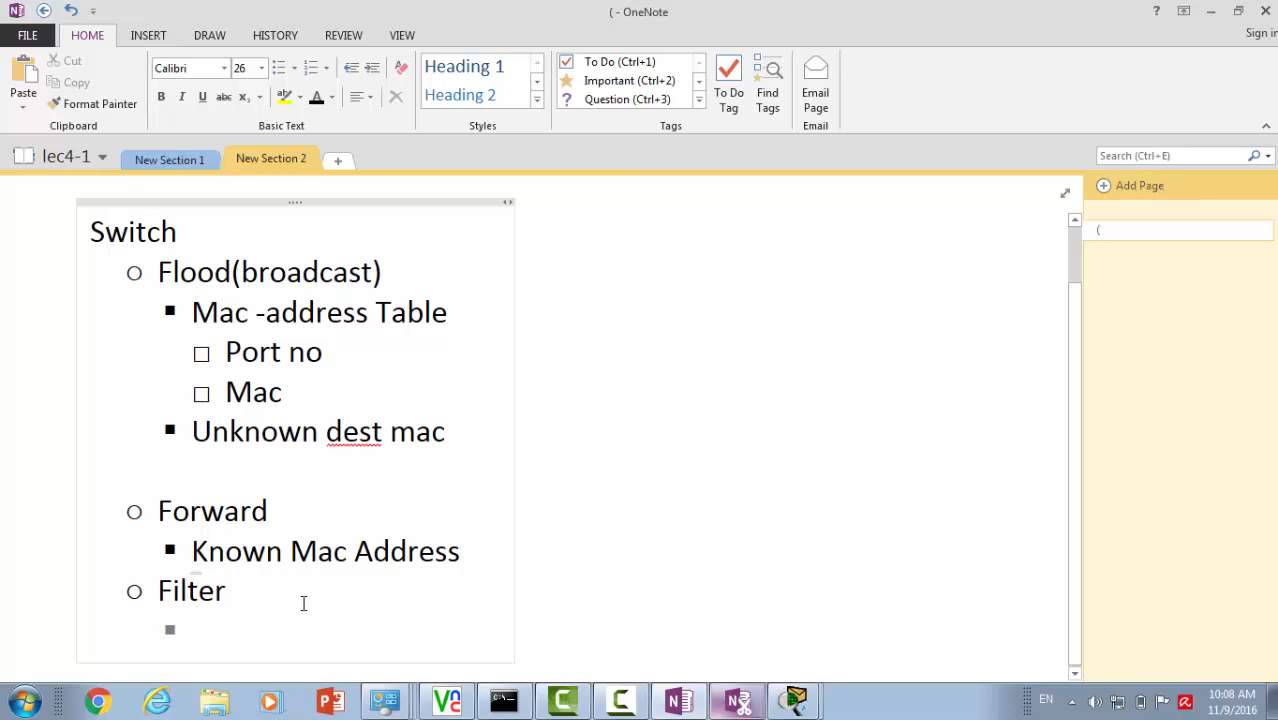 ( - OneNote
?
FILE HOME INSERT DRAW HISTORY REVIEW VIEW
Sign in
Paste
Cut
Copy
Format Painter
Clipboard
Calibri 26
B I U abc X₂ aby A
Basic Text
Heading 1
Heading 2
Styles
To Do (Ctrl+1)
Important (Ctrl+2)
? Question (Ctrl+3)
To Do Tag
Find Tags
Tags
Email Page
Email
lec4-1 New Section 1 New Section 2 +
Search (Ctrl+E)
Add Page
(
Switch
Flood(broadcast)
Mac -address Table
Port no
Mac
Unknown dest mac
Forward
Known Mac Address
Filter
EN
10:08 AM
11/9/2016